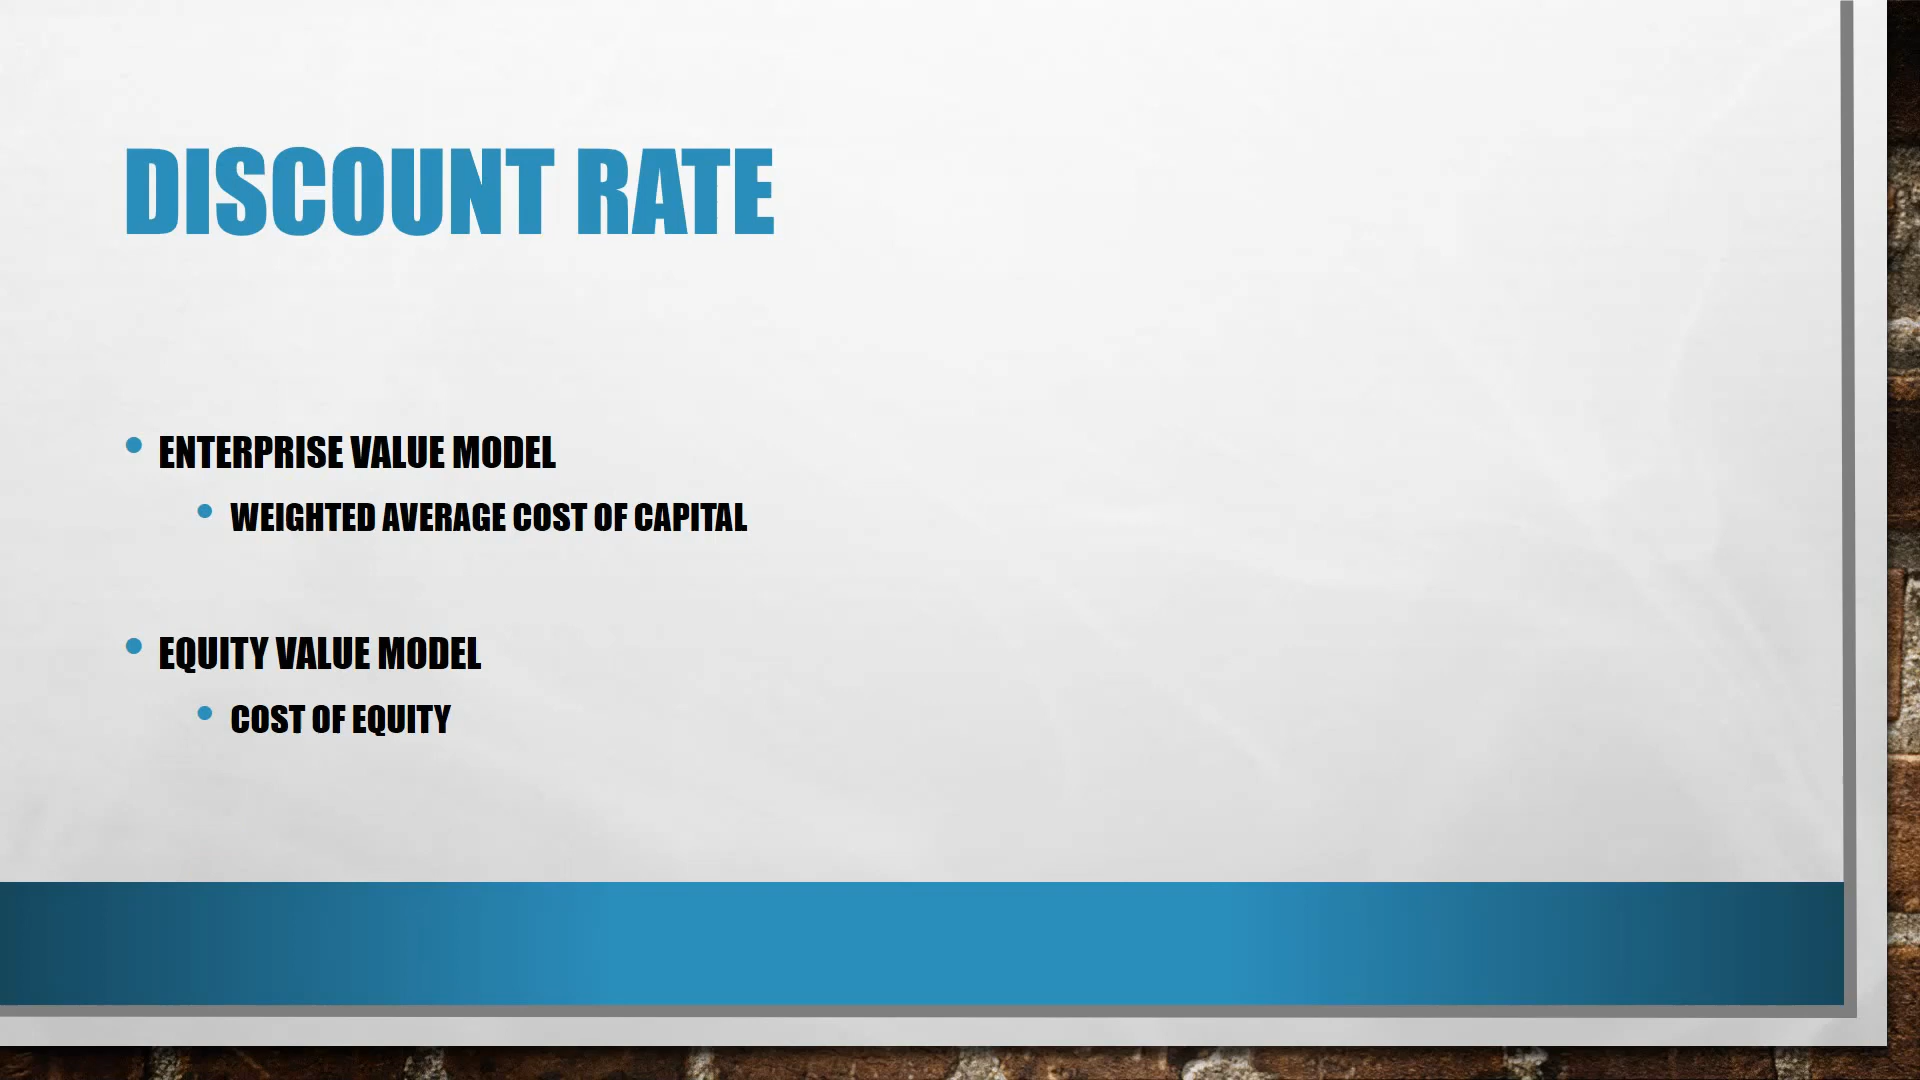 DISCOUNT RATE
• ENTERPRISE VALUE MODEL
• WEIGHTED AVERAGE COST OF CAPITAL
• EQUITY VALUE MODEL
• COST OF EQUITY